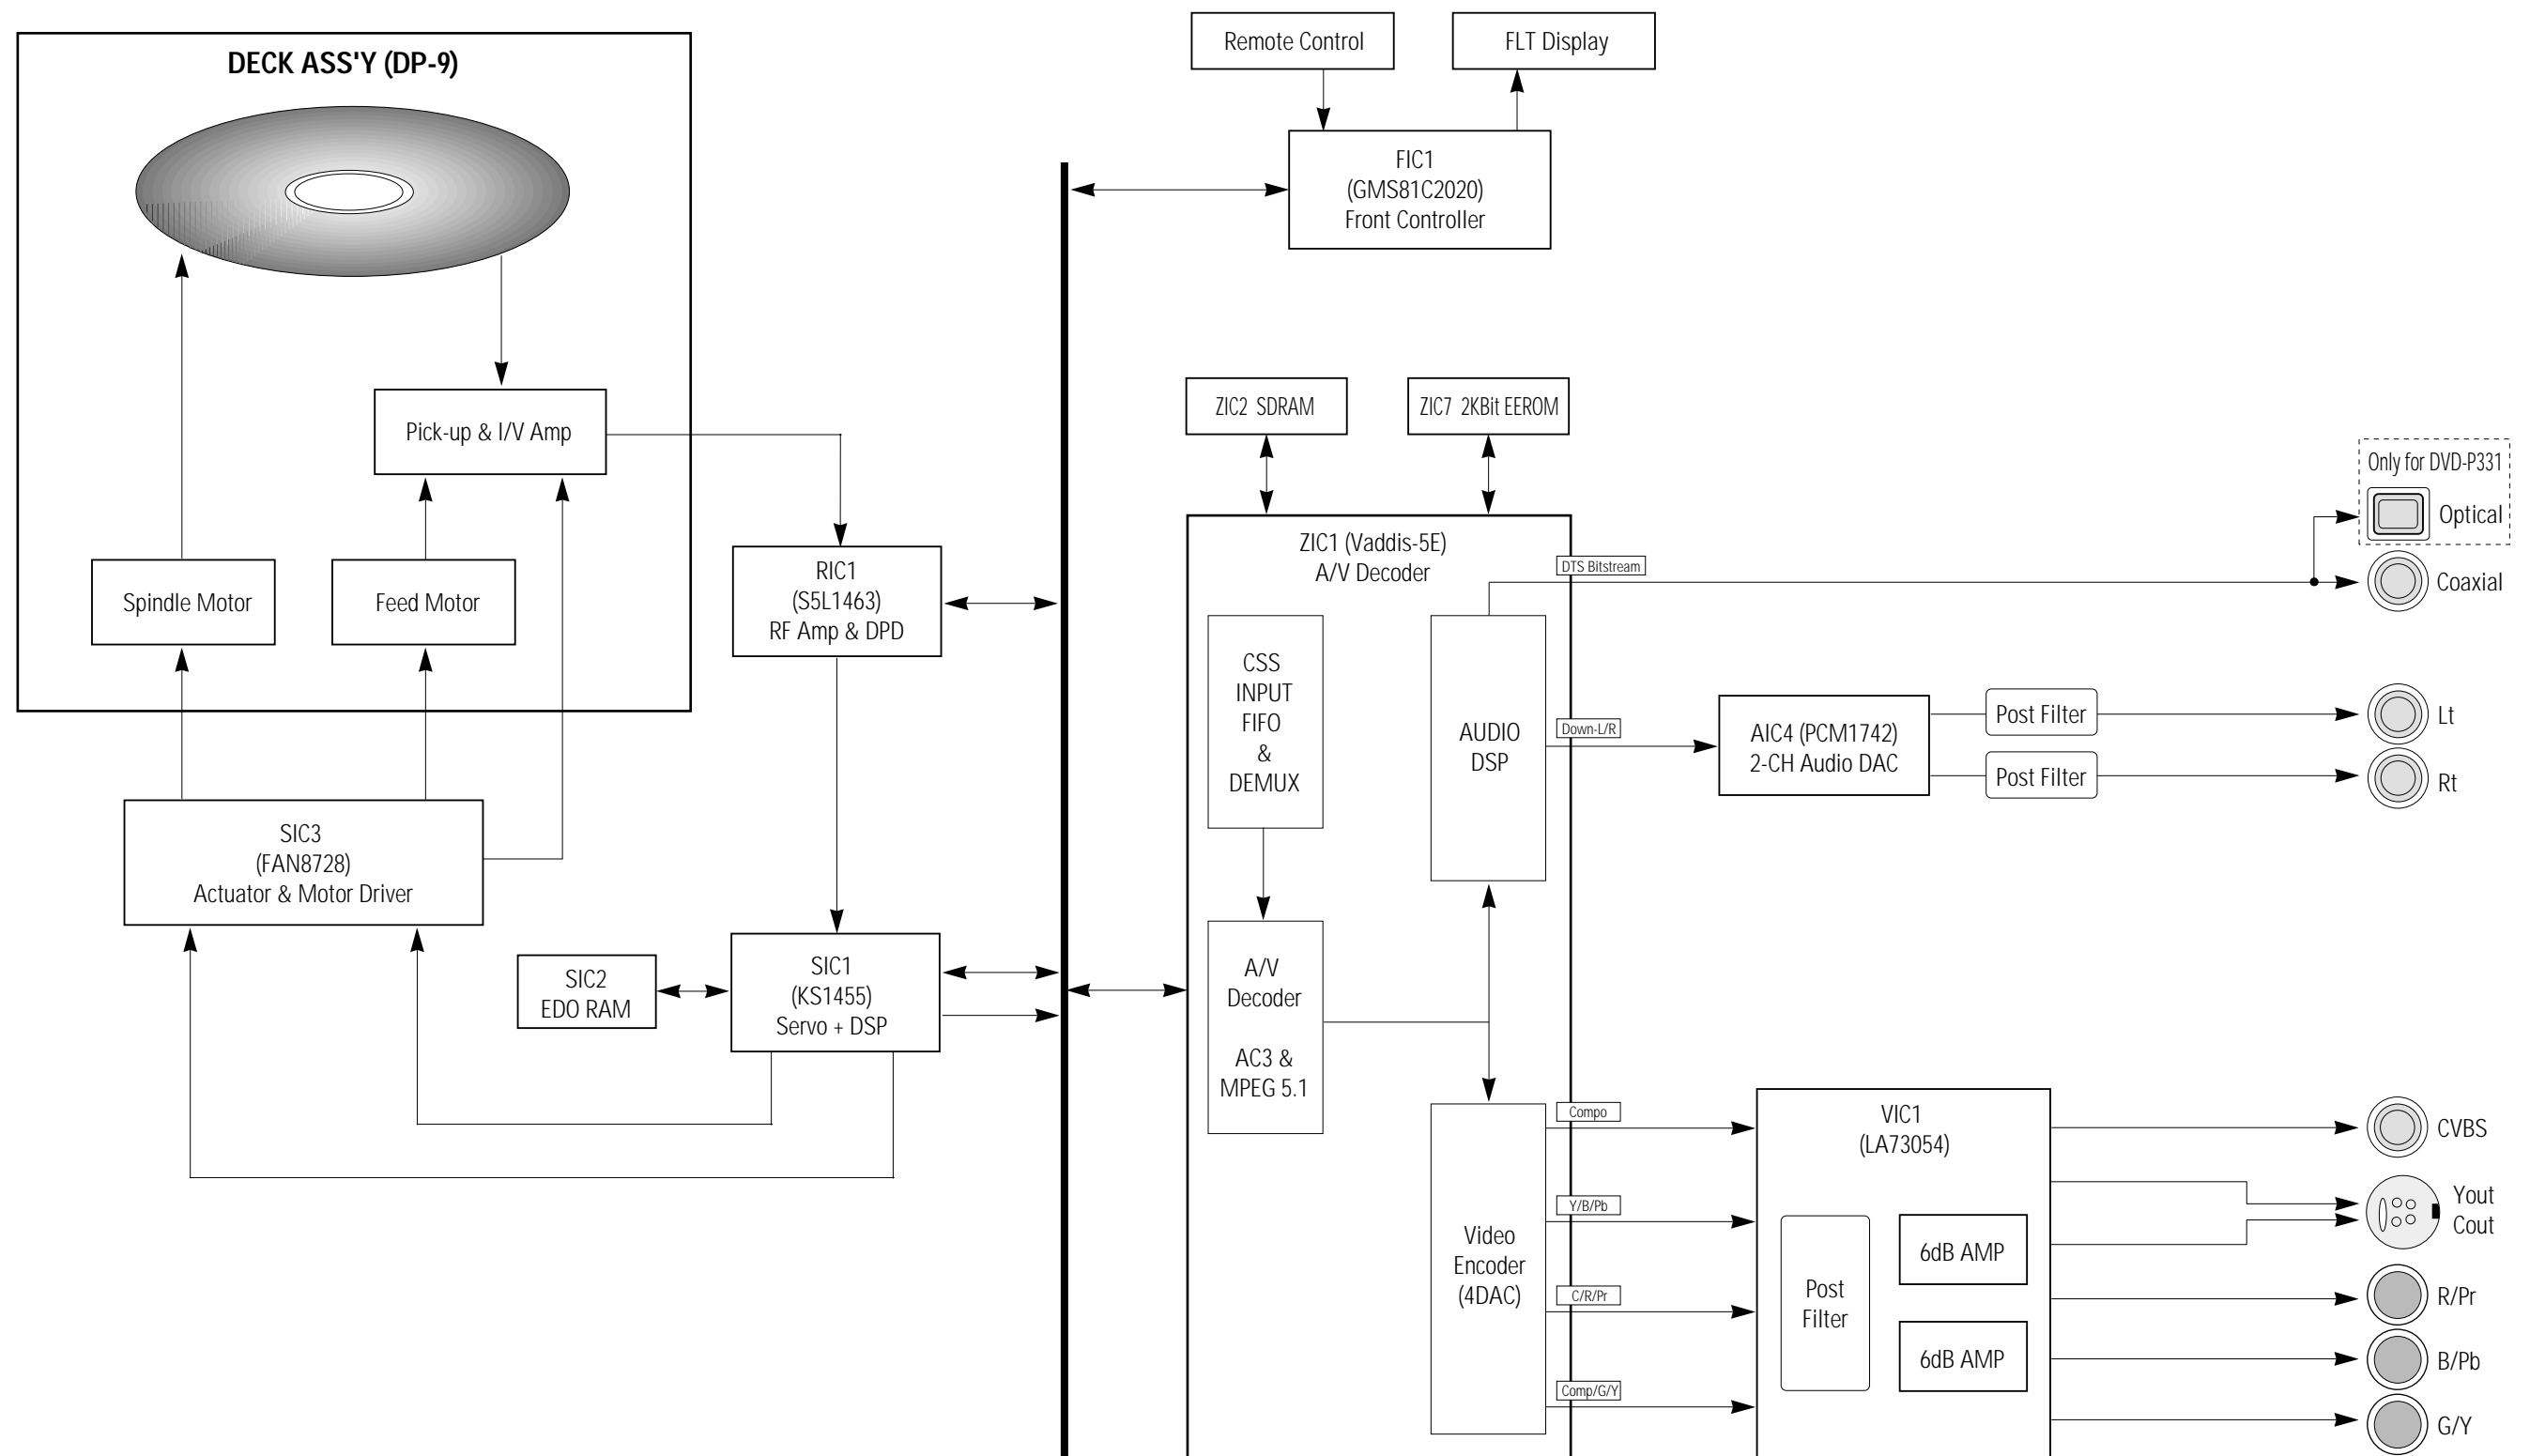 DECK ASS'Y (DP-9)
Pick-up & I/V Amp
Spindle Motor
Feed Motor
SIC3
(FAN8728)
Actuator & Motor Driver
RIC1
(S5L1463)
RF Amp & DPD
SIC2
EDO RAM
SIC1
(KS1455)
Servo + DSP
Remote Control
FLT Display
FIC1
(GMS81C2020)
Front Controller
ZIC2 SDRAM
ZIC7 2KBit EEROM
ZIC1 (Vaddis-5E)
A/V Decoder
CSS
INPUT
FIFO
&
DEMUX
A/V
Decoder
AC3 &
MPEG 5.1
AUDIO
DSP
Video
Encoder
(4DAC)
DTS Bitstream
Down-L/R
Compo
Y/B/Pb
C/R/Pr
Comp/G/Y
AIC4 (PCM1742)
2-CH Audio DAC
Post Filter
Post Filter
VIC1
(LA73054)
Post
Filter
6dB AMP
6dB AMP
Only for DVD-P331
Optical
Coaxial
Lt
Rt
CVBS
Yout
Cout
R/Pr
B/Pb
G/Y